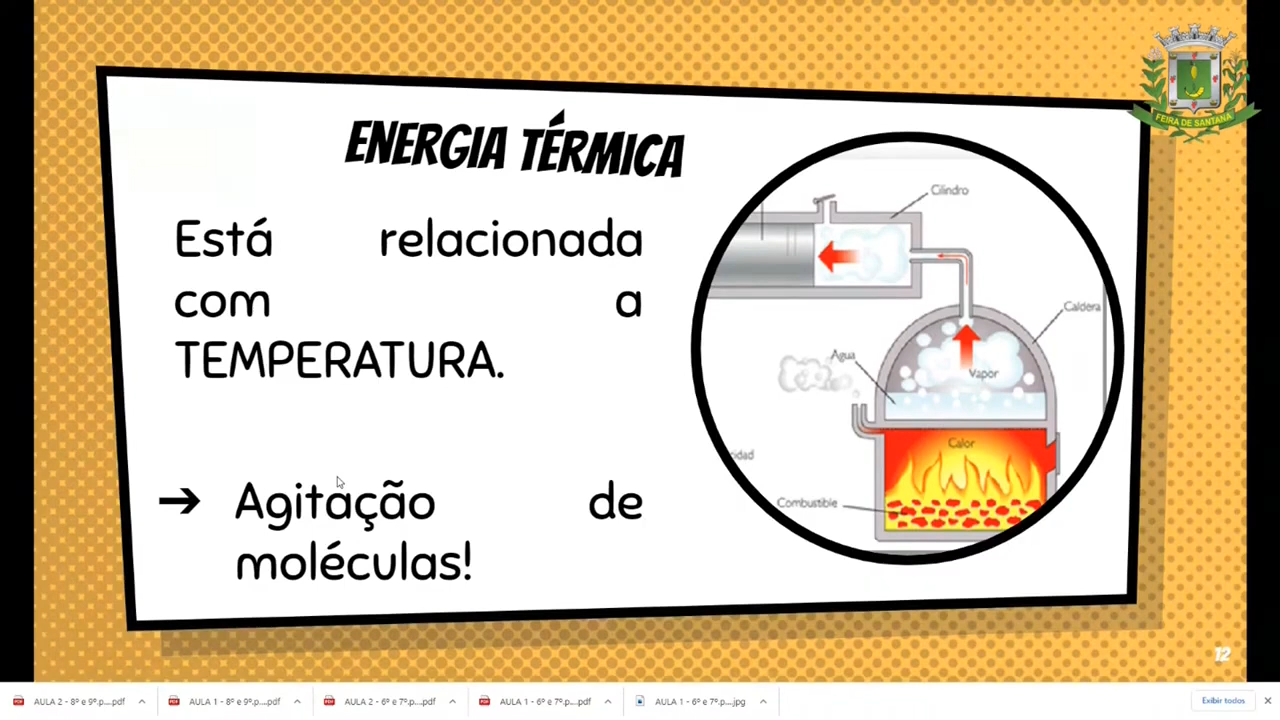 FEIRA DE SANTANA
ENERGIA TÉRMICA
Está relacionada
com a
TEMPERATURA.
➔ Agitação de
moléculas!
Cilindro
Caldera
Agua
Vapor
Calor
cidad
Combustible
12
AULA 2 - 8º e 9º.p....pdf
AULA 1 - 8º e 9º.p....pdf
AULA 2 - 6º e 7º.p....pdf
AULA 1 - 6º e 7º.p....pdf
AULA 1 - 6º e 7º.p....jpg
Exibir todos